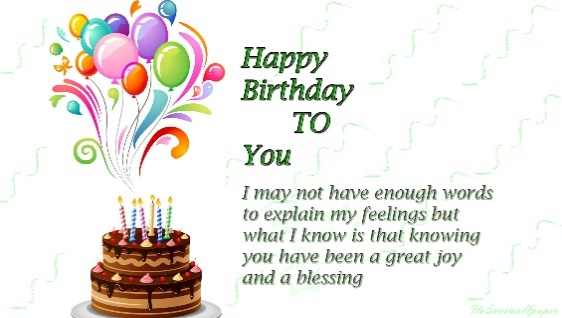 Happy
Birthday
TO
You
I may not have enough words
to explain my feelings but
what I know is that knowing
you have been a great joy
and a blessing